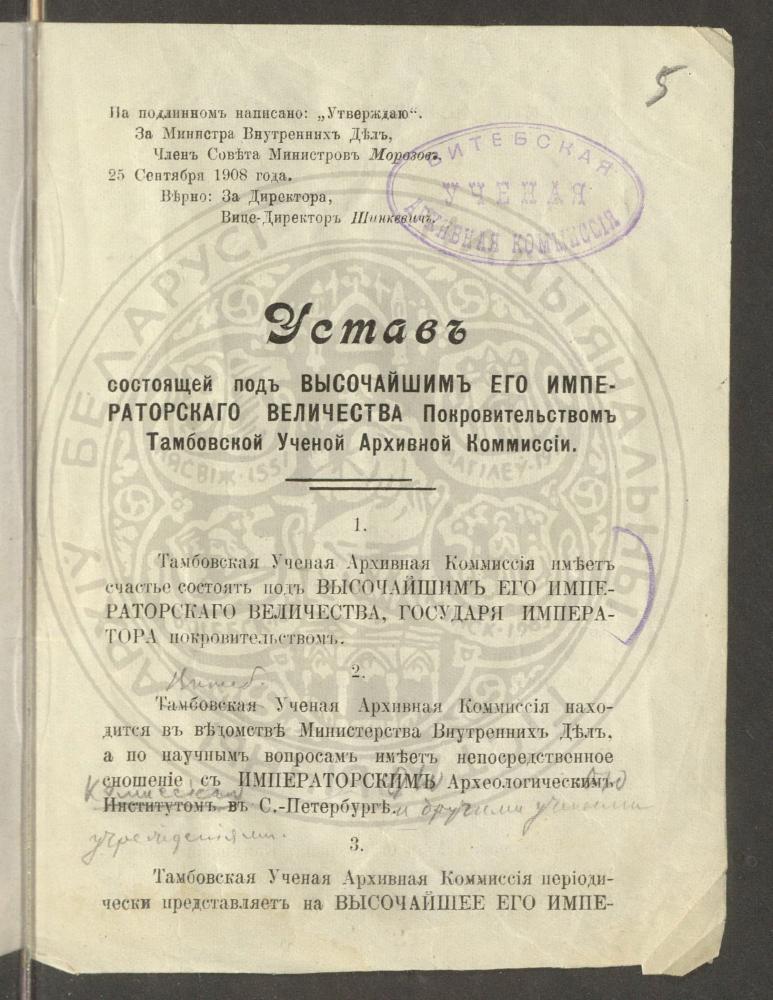 5
На подлинномъ написано: „Утверждаю“.
За Министра Внутреннихъ Дѣлъ,
Членъ Совѣта Министровъ Морозовъ.
25 Сентября 1908 года.
Вѣрно: За Директора,
Вице-Директоръ Шинкевичъ.
ВИТЕБСКАЯ
УЧЕНАЯ
АРХИВНАЯ КОММИССІЯ
Уставъ
состоящей подъ ВЫСОЧАЙШИМЪ ЕГО ИМПЕ-
РАТОРСКАГО ВЕЛИЧЕСТВА Покровительствомъ
Тамбовской Ученой Архивной Коммиссіи.
1.
Тамбовская Ученая Архивная Коммиссія имѣетъ
счастье состоять подъ ВЫСОЧАЙШИМЪ ЕГО ИМПЕ-
РАТОРСКАГО ВЕЛИЧЕСТВА, ГОСУДАРЯ ИМПЕРА-
ТОРА покровительствомъ.
2.
Витеб.
Тамбовская Ученая Архивная Коммиссія нахо-
дится въ вѣдомствѣ Министерства Внутреннихъ Дѣлъ,
а по научнымъ вопросамъ имѣетъ непосредственное
сношеніе съ ИМПЕРАТОРСКИМЪ Археологическимъ
Институтомъ въ С.-Петербургѣ. и другими учеными
учрежденіями.
3.
Тамбовская Ученая Архивная Коммиссія періоди-
чески представляетъ на ВЫСОЧАЙШЕЕ ЕГО ИМПЕ-